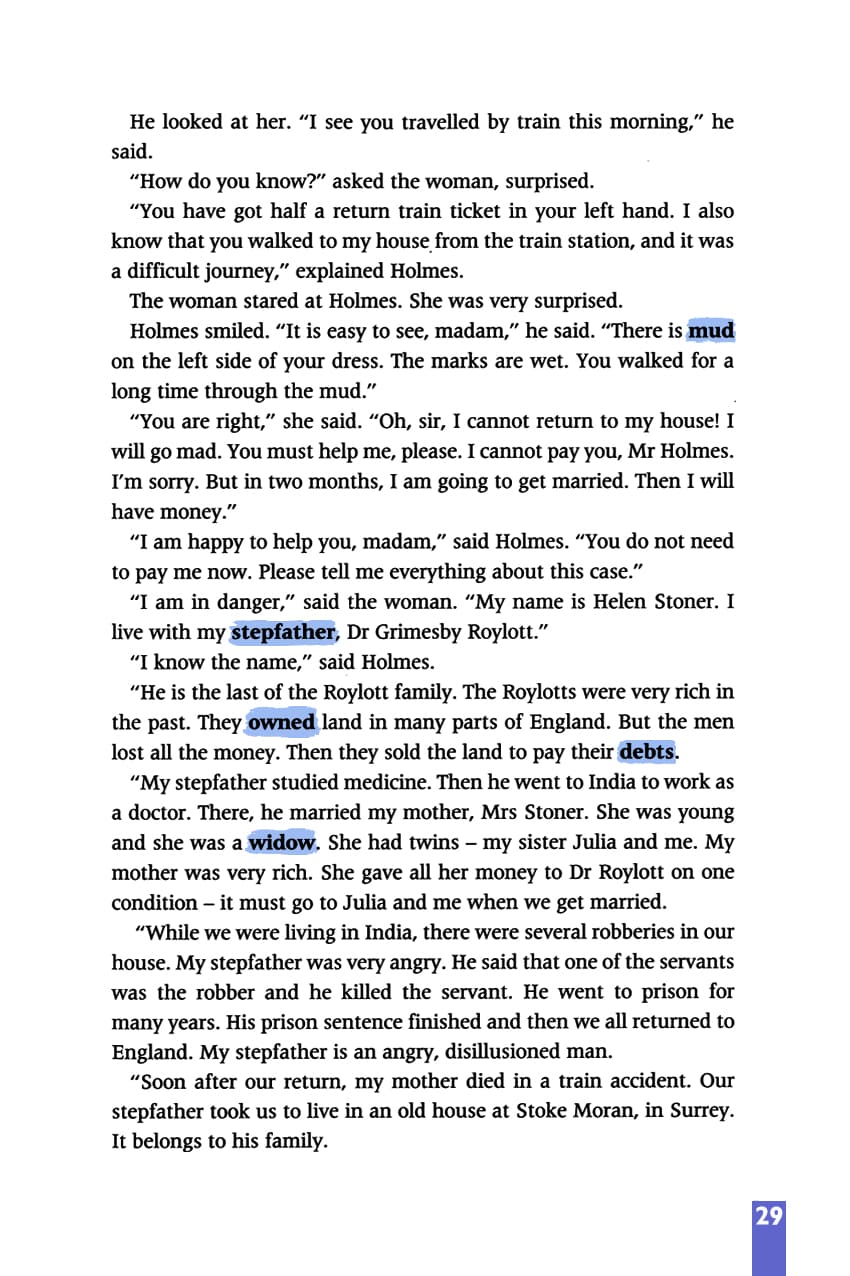 He looked at her. “I see you travelled by train this morning,” he
said.
“How do you know?” asked the woman, surprised.
“You have got half a return train ticket in your left hand. I also
know that you walked to my house from the train station, and it was
a difficult journey,” explained Holmes.
The woman stared at Holmes. She was very surprised.
Holmes smiled. “It is easy to see, madam,” he said. “There is mud
on the left side of your dress. The marks are wet. You walked for a
long time through the mud.”
“You are right,” she said. “Oh, sir, I cannot return to my house! I
will go mad. You must help me, please. I cannot pay you, Mr Holmes.
I’m sorry. But in two months, I am going to get married. Then I will
have money.”
“I am happy to help you, madam,” said Holmes. “You do not need
to pay me now. Please tell me everything about this case.”
“I am in danger,” said the woman. “My name is Helen Stoner. I
live with my stepfather, Dr Grimesby Roylott.”
“I know the name,” said Holmes.
“He is the last of the Roylott family. The Roylotts were very rich in
the past. They owned land in many parts of England. But the men
lost all the money. Then they sold the land to pay their debts.
“My stepfather studied medicine. Then he went to India to work as
a doctor. There, he married my mother, Mrs Stoner. She was young
and she was a widow. She had twins – my sister Julia and me. My
mother was very rich. She gave all her money to Dr Roylott on one
condition – it must go to Julia and me when we get married.
“While we were living in India, there were several robberies in our
house. My stepfather was very angry. He said that one of the servants
was the robber and he killed the servant. He went to prison for
many years. His prison sentence finished and then we all returned to
England. My stepfather is an angry, disillusioned man.
“Soon after our return, my mother died in a train accident. Our
stepfather took us to live in an old house at Stoke Moran, in Surrey.
It belongs to his family.
29